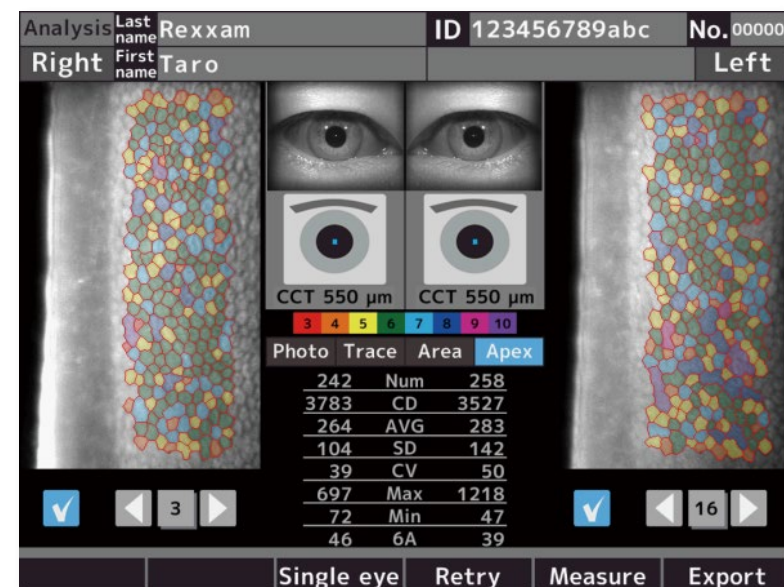 Analysis Last name Rexxam ID 123456789abc No. 00000
Right First name Taro Left
CCT 550 µm CCT 550 µm
3 4 5 6 7 8 9 10
Photo Trace Area Apex
242 Num 258
3783 CD 3527
264 AVG 283
104 SD 142
39 CV 50
697 Max 1218
72 Min 47
46 6A 39
3 16
Single eye Retry Measure Export